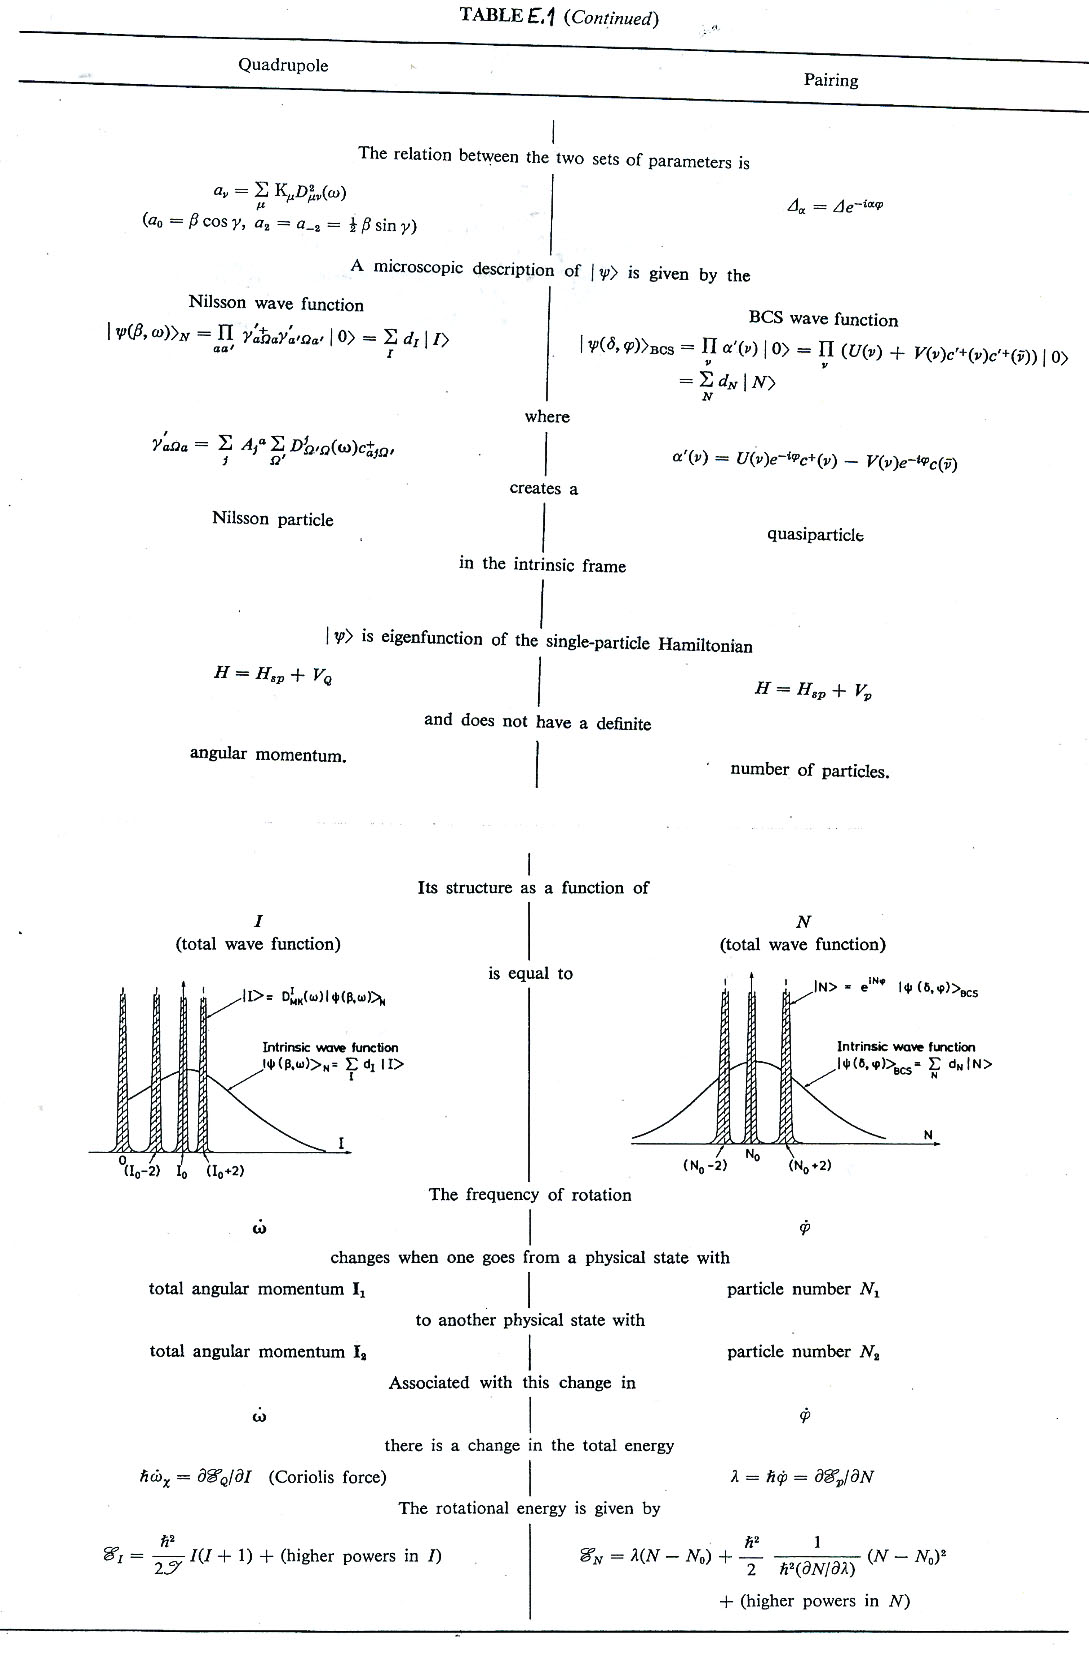 TABLE E.1 (Continued)
Quadrupole
Pairing
The relation between the two sets of parameters is
aᵥ = Σ_μ K_μ D²_μν(ω)
(a₀ = β cos γ, a₂ = a₋₂ = ½ β sin γ)
Δ_α = Δe^{-iαφ}
A microscopic description of |ψ⟩ is given by the
Nilsson wave function
|ψ(β, ω)⟩_N = Π_{aa'} γ'^+_{aΩa} γ'_{a'Ωa'} | 0⟩ = Σ_I d_I | I⟩
BCS wave function
|ψ(δ, φ)⟩_BCS = Π_ν α'(ν) | 0⟩ = Π_ν (U(ν) + V(ν)c'^+(ν)c'^+(ν̄)) | 0⟩
= Σ_N d_N | N⟩
where
γ'_{aΩa} = Σ_j A_j^a Σ_Ω' D^j_{Ω'Ω}(ω)c^+_{ajΩ'}
α'(ν) = U(ν)e^{-iφ}c^+(ν) − V(ν)e^{-iφ}c(ν̄)
creates a
Nilsson particle
quasiparticle
in the intrinsic frame
|ψ⟩ is eigenfunction of the single-particle Hamiltonian
H = H_sp + V_Q
H = H_sp + V_p
and does not have a definite
angular momentum.
number of particles.
Its structure as a function of
I
(total wave function)
N
(total wave function)
is equal to
|I> = D^I_MK(ω)|ψ(β,ω)>_N
Intrinsic wave function
|ψ(β,ω)>_N = Σ_I d_I |I>
I
0
(I₀-2) I₀ (I₀+2)
|N> = e^{iNφ} |ψ(δ,φ)>_BCS
Intrinsic wave function
|ψ(δ,φ)>_BCS = Σ_N d_N |N>
N
(N₀-2) N₀ (N₀+2)
The frequency of rotation
ω̇
φ̇
changes when one goes from a physical state with
total angular momentum I₁
particle number N₁
to another physical state with
total angular momentum I₂
particle number N₂
Associated with this change in
ω̇
φ̇
there is a change in the total energy
ħω̇_χ = ∂ℰ_Q/∂I (Coriolis force)
λ = ħφ̇ = ∂ℰ_p/∂N
The rotational energy is given by
ℰ_I = ħ²/2𝒥 I(I + 1) + (higher powers in I)
ℰ_N = λ(N − N₀) + ħ²/2 1/ħ²(∂N/∂λ) (N − N₀)²
+ (higher powers in N)